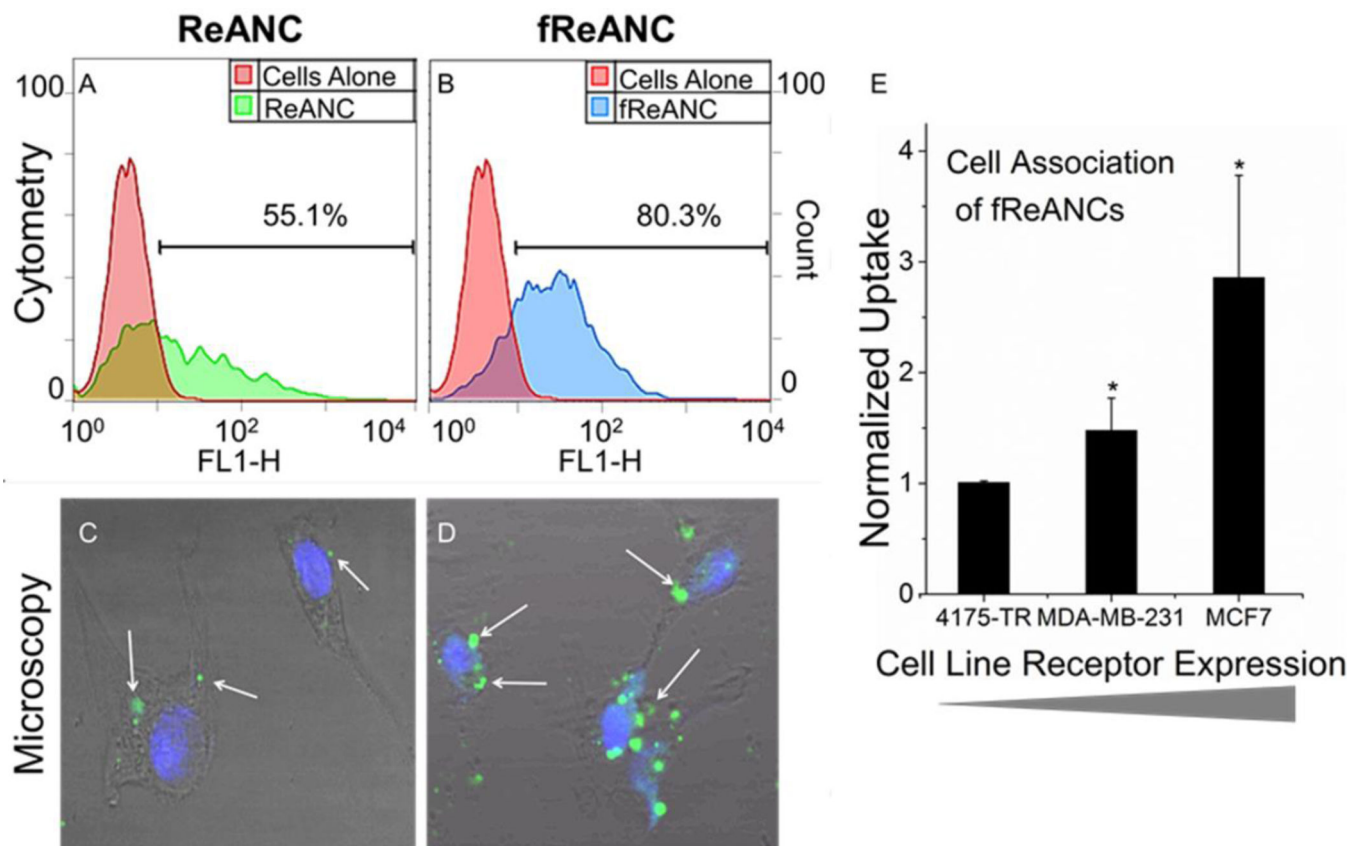 ReANC
fReANC
A
Cells Alone
ReANC
100
0
55.1%
Cytometry
10⁰
10²
10⁴
FL1-H
B
Cells Alone
fReANC
100
0
80.3%
Count
10⁰
10²
10⁴
FL1-H
Microscopy
C
D
E
Cell Association
of fReANCs
Normalized Uptake
4
3
2
1
0
*
*
4175-TR MDA-MB-231 MCF7
Cell Line Receptor Expression